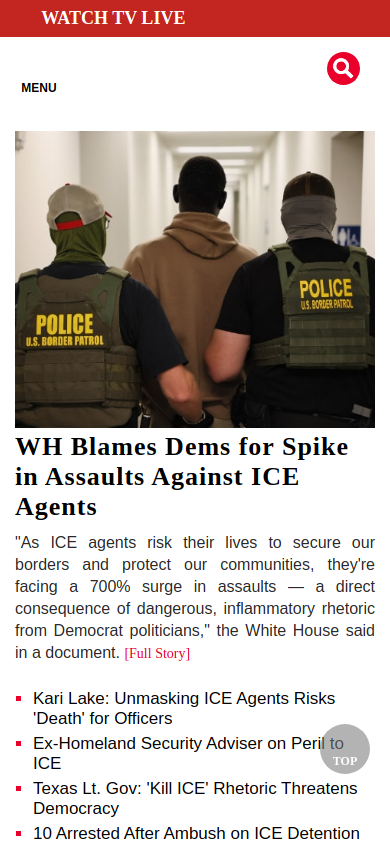 WATCH TV LIVE
MENU
POLICE
U.S. BORDER PATROL
POLICE
U.S. BORDER PATROL
WH Blames Dems for Spike
in Assaults Against ICE
Agents
"As ICE agents risk their lives to secure our
borders and protect our communities, they're
facing a 700% surge in assaults — a direct
consequence of dangerous, inflammatory rhetoric
from Democrat politicians," the White House said
in a document. [Full Story]
Kari Lake: Unmasking ICE Agents Risks
'Death' for Officers
Ex-Homeland Security Adviser on Peril to
ICE
TOP
Texas Lt. Gov: 'Kill ICE' Rhetoric Threatens
Democracy
10 Arrested After Ambush on ICE Detention